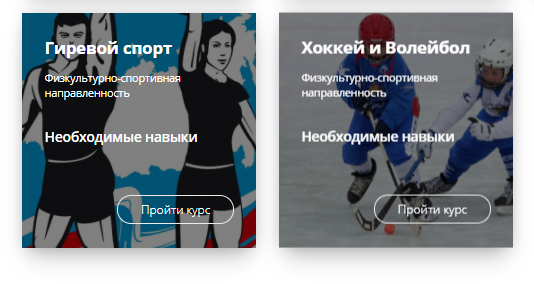 Гиревой спорт
Физкультурно-спортивная
направленность
Необходимые навыки
Пройти курс
Хоккей и Волейбол
Физкультурно-спортивная
направленность
Необходимые навыки
Пройти курс